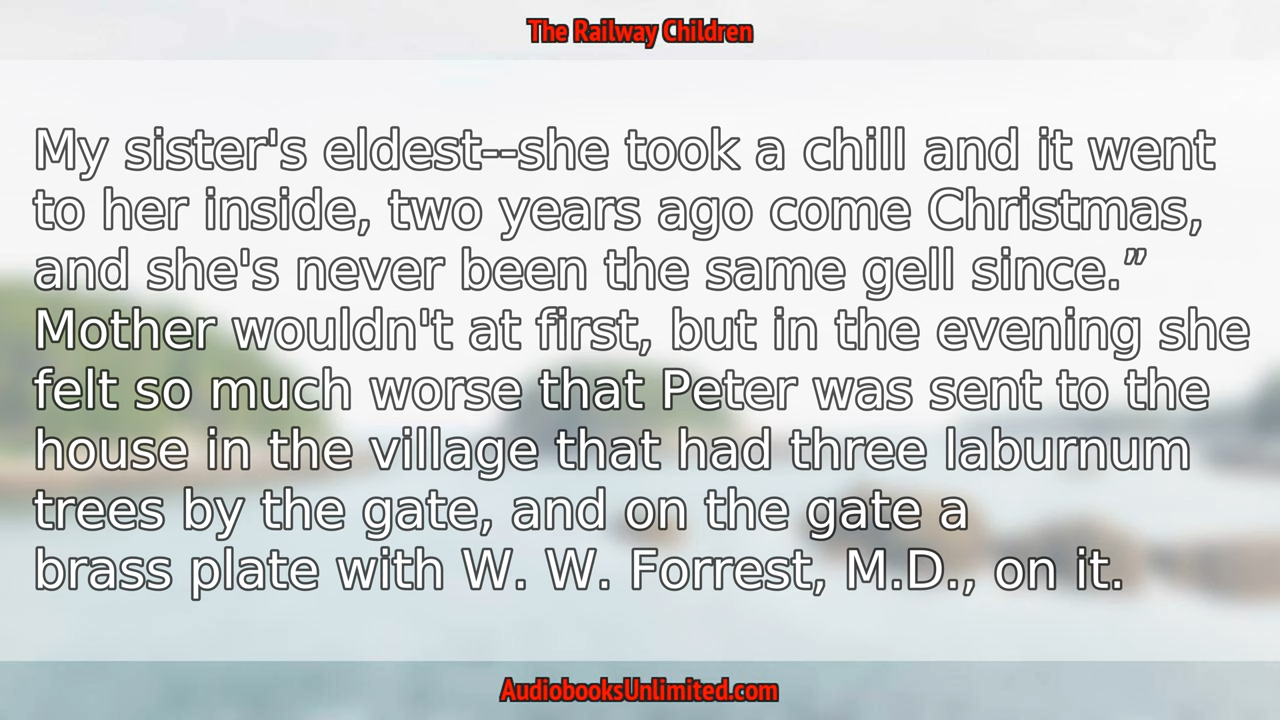 The Railway Children
My sister's eldest--she took a chill and it went
to her inside, two years ago come Christmas,
and she's never been the same gell since.”
Mother wouldn't at first, but in the evening she
felt so much worse that Peter was sent to the
house in the village that had three laburnum
trees by the gate, and on the gate a
brass plate with W. W. Forrest, M.D., on it.
AudiobooksUnlimited.com